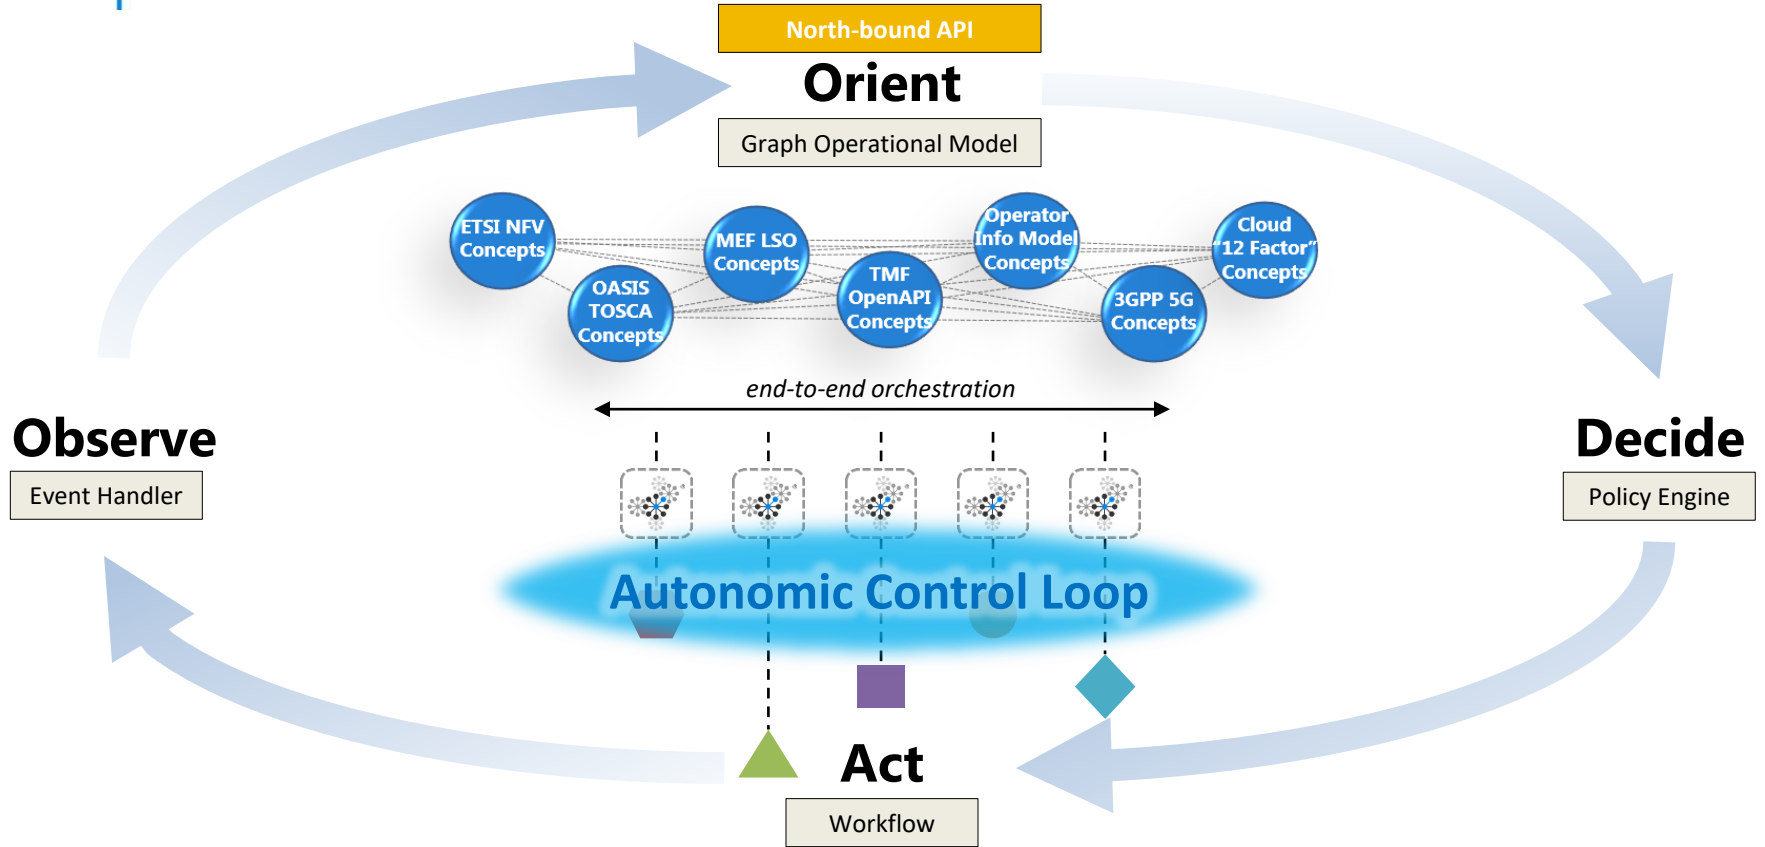 North-bound API
Orient
Graph Operational Model
ETSI NFV
Concepts
OASIS
TOSCA
Concepts
MEF LSO
Concepts
TMF
OpenAPI
Concepts
Operator
Info Model
Concepts
3GPP 5G
Concepts
Cloud
“12 Factor”
Concepts
end-to-end orchestration
Observe
Event Handler
Decide
Policy Engine
Autonomic Control Loop
Act
Workflow